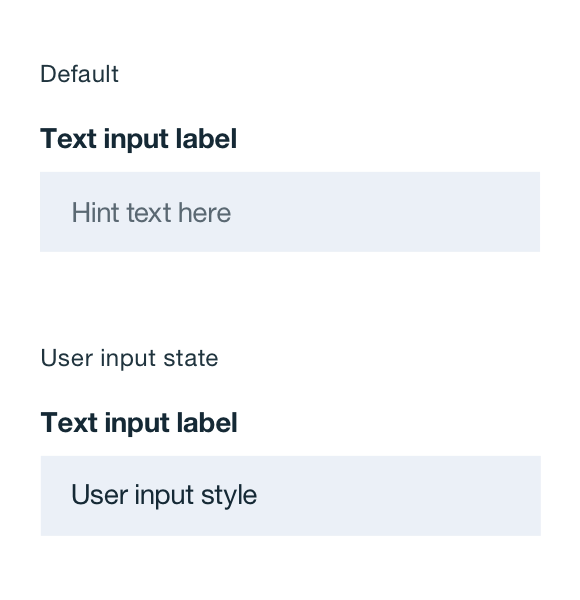 Default
Text input label
Hint text here
User input state
Text input label
User input style